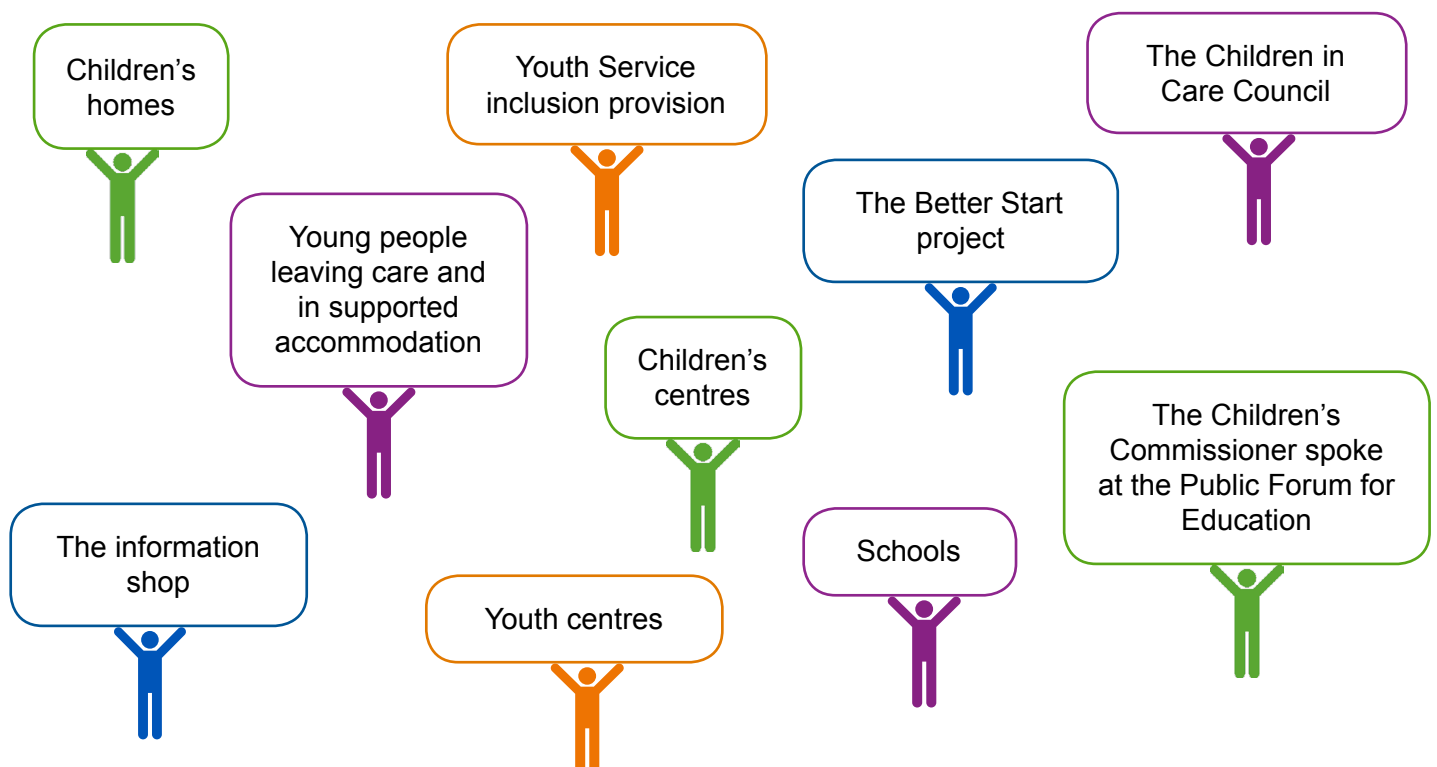 Children’s
homes
Youth Service
inclusion provision
The Children in
Care Council
Young people
leaving care and
in supported
accommodation
The Better Start
project
Children’s
centres
The Children’s
Commissioner spoke
at the Public Forum for
Education
The information
shop
Youth centres
Schools